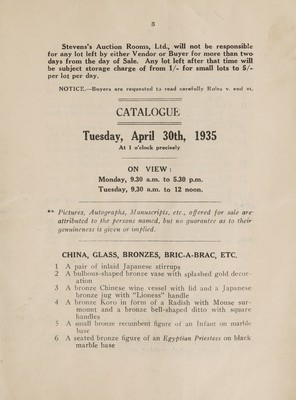 3
Stevens's Auction Rooms, Ltd., will not be responsible
for any lot left by either Vendor or Buyer for more than two
days from the day of Sale. Any lot left after that time will
be subject storage charge of from 1/- for small lots to 5/-
per lot per day.
NOTICE.—Buyers are requested to read carefully Rules v. and vi.
CATALOGUE
Tuesday, April 30th, 1935
At 1 o'clock precisely
ON VIEW :
Monday, 9.30 a.m. to 5.30 p.m.
Tuesday, 9.30 a.m. to 12 noon.
** Pictures, Autographs, Manuscripts, etc., offered for sale are
attributed to the persons named, but no guarantee as to their
genuineness is given or implied.
CHINA, GLASS, BRONZES, BRIC-A-BRAC, ETC.
1 A pair of inlaid Japanese stirrups
2 A bulbous-shaped bronze vase with splashed gold decor-
ation
3 A bronze Chinese wine vessel with lid and a Japanese
bronze jug with "Lioness" handle
4 A bronze Koro in form of a Radish with Mouse sur-
mount and a bronze bell-shaped ditto with square
handles
5 A small bronze recumbent figure of an Infant on marble
base
6 A seated bronze figure of an Egyptian Priestess on black
marble base